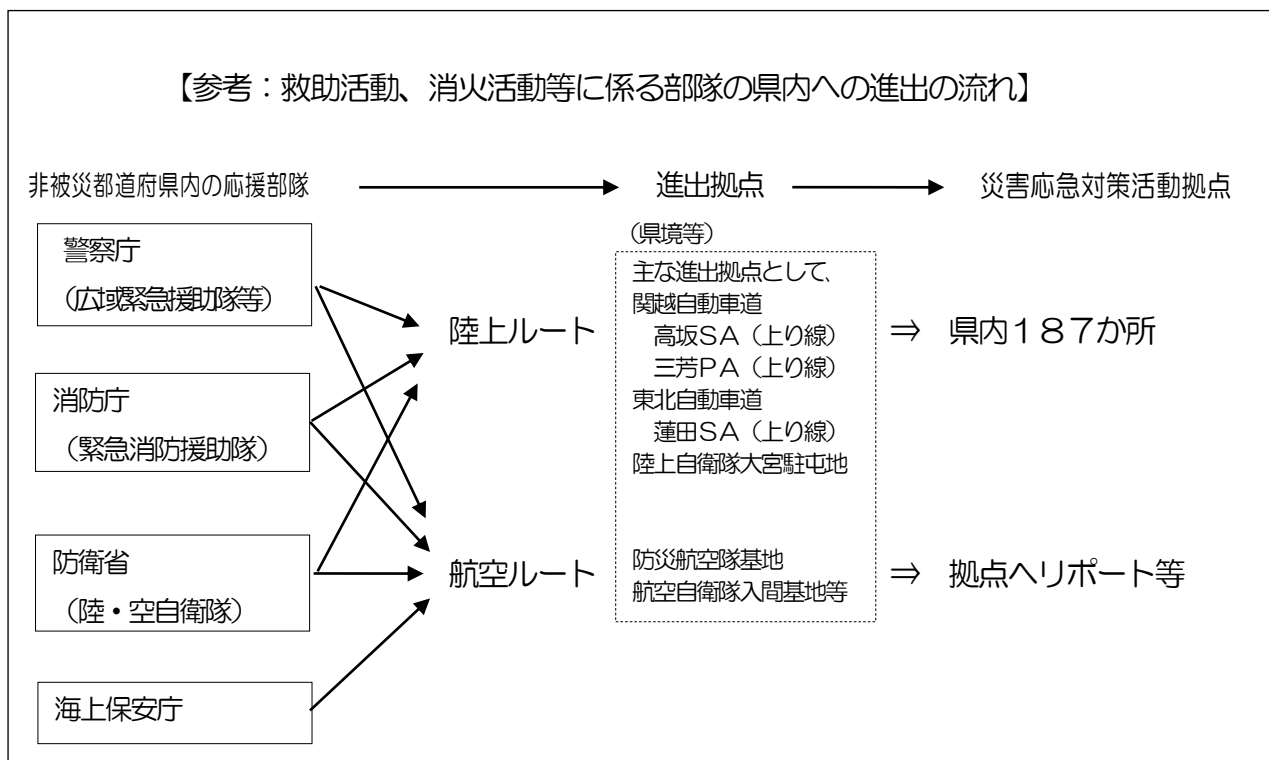 【参考：救助活動、消火活動等に係る部隊の県内への進出の流れ】
非被災都道府県内の応援部隊
進出拠点
災害応急対策活動拠点
警察庁
（広域緊急援助隊等）
消防庁
（緊急消防援助隊）
防衛省
（陸・空自衛隊）
海上保安庁
陸上ルート
航空ルート
（県境等）
主な進出拠点として、
関越自動車道
高坂ＳＡ（上り線）
三芳ＰＡ（上り線）
東北自動車道
蓮田ＳＡ（上り線）
陸上自衛隊大宮駐屯地
防災航空隊基地
航空自衛隊入間基地等
⇒ 県内１８７か所
⇒ 拠点ヘリポート等